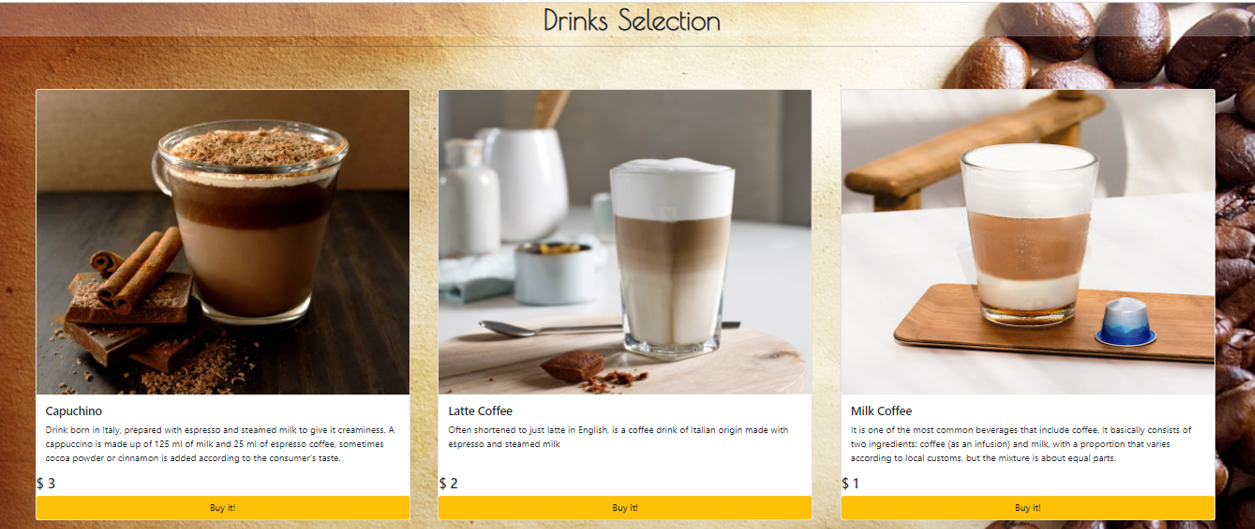 Drinks Selection
Capuchino
Drink born in Italy, prepared with espresso and steamed milk to give it creaminess. A
cappuccino is made up of 125 ml of milk and 25 ml of espresso coffee, sometimes
cocoa powder or cinnamon is added according to the consumer's taste.
$ 3
Buy it!
Latte Coffee
Often shortened to just latte in English, is a coffee drink of Italian origin made with
espresso and steamed milk
$ 2
Buy it!
Milk Coffee
It is one of the most common beverages that include coffee. It basically consists of
two ingredients: coffee (as an infusion) and milk, with a proportion that varies
according to local customs, but the mixture is about equal parts.
$ 1
Buy it!